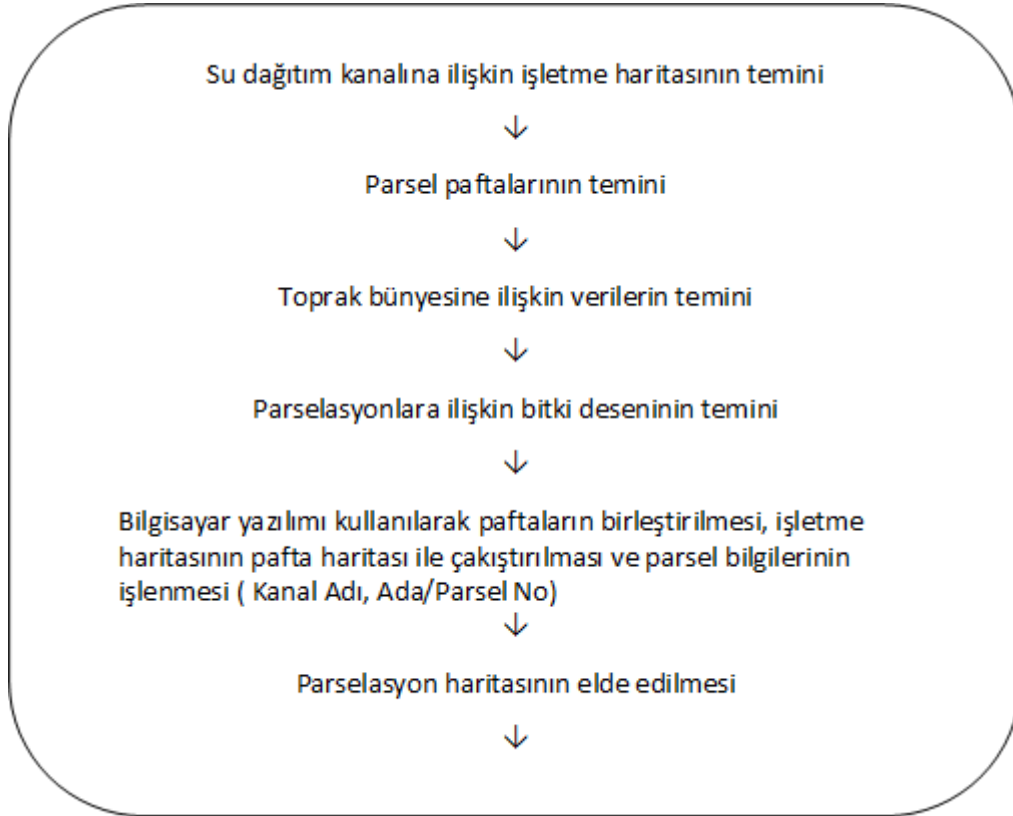 Su dağıtım kanalına ilişkin işletme haritasının temini
↓
Parsel paftalarının temini
↓
Toprak bünyesine ilişkin verilerin temini
↓
Parselasyonlara ilişkin bitki deseninin temini
↓
Bilgisayar yazılımı kullanılarak paftaların birleştirilmesi, işletme
haritasının pafta haritası ile çakıştırılması ve parsel bilgilerinin
işlenmesi ( Kanal Adı, Ada/Parsel No)
↓
Parselasyon haritasının elde edilmesi
↓